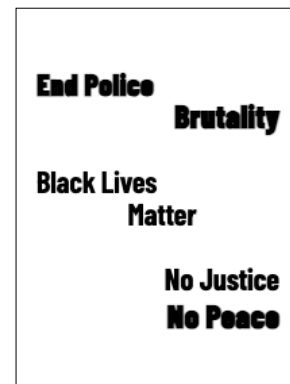 End Police
Brutality
Black Lives
Matter
No Justice
No Peace